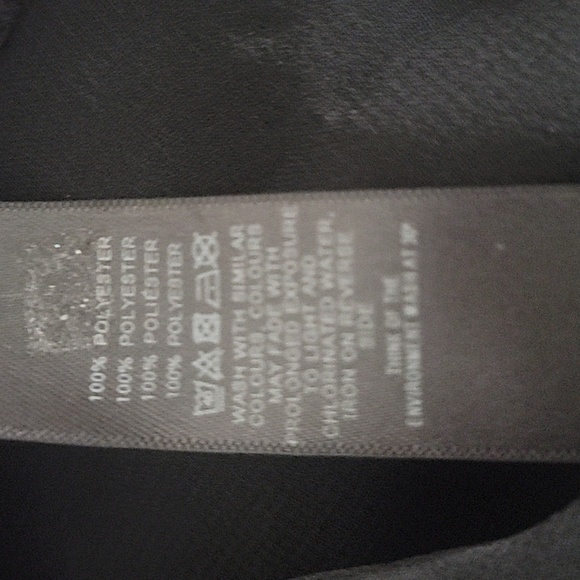 100% POLYESTER
100% POLYESTER
100% POLIÉSTER
100% POLYESTER
WASH WITH SIMILAR
COLOURS. COLOURS
MAY FADE WITH
PROLONGED EXPOSURE
TO LIGHT AND
CHLORINATED WATER.
IRON ON REVERSE
SIDE
THINK OF THE
ENVIRONMENT WASH AT 30°